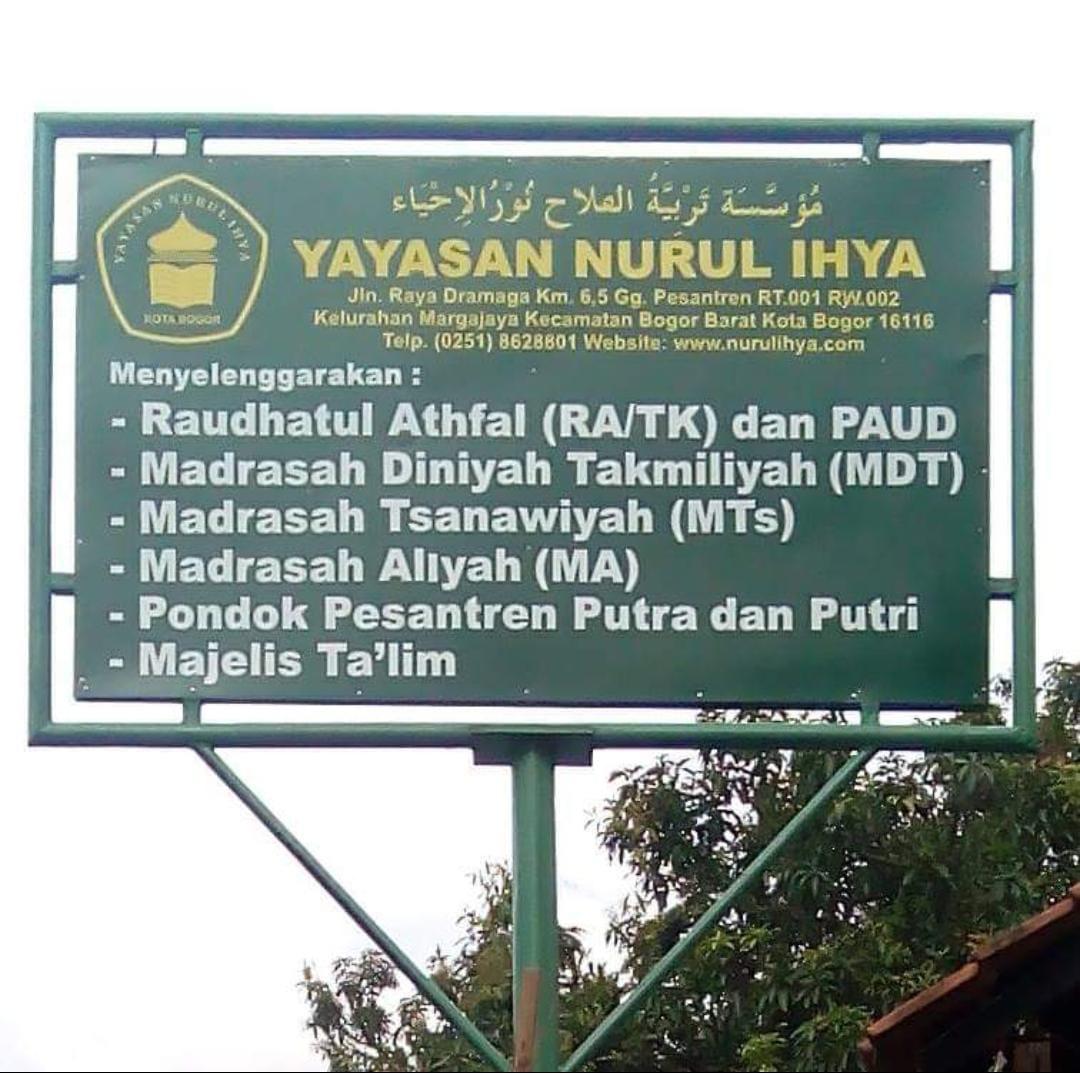 مُؤَسَّسَة تَرْبِيَّةُ الفلاح نُوْرُالإِحْيَاء
YAYASAN NURUL IHYA
KOTA BOGOR
YAYASAN NURUL IHYA
Jln. Raya Dramaga Km. 6,5 Gg. Pesantren RT.001 RW.002
Kelurahan Margajaya Kecamatan Bogor Barat Kota Bogor 16116
Telp. (0251) 8628801 Website: www.nurulihya.com
Menyelenggarakan :
- Raudhatul Athfal (RA/TK) dan PAUD
- Madrasah Diniyah Takmiliyah (MDT)
- Madrasah Tsanawiyah (MTs)
- Madrasah Aliyah (MA)
- Pondok Pesantren Putra dan Putri
- Majelis Ta'lim